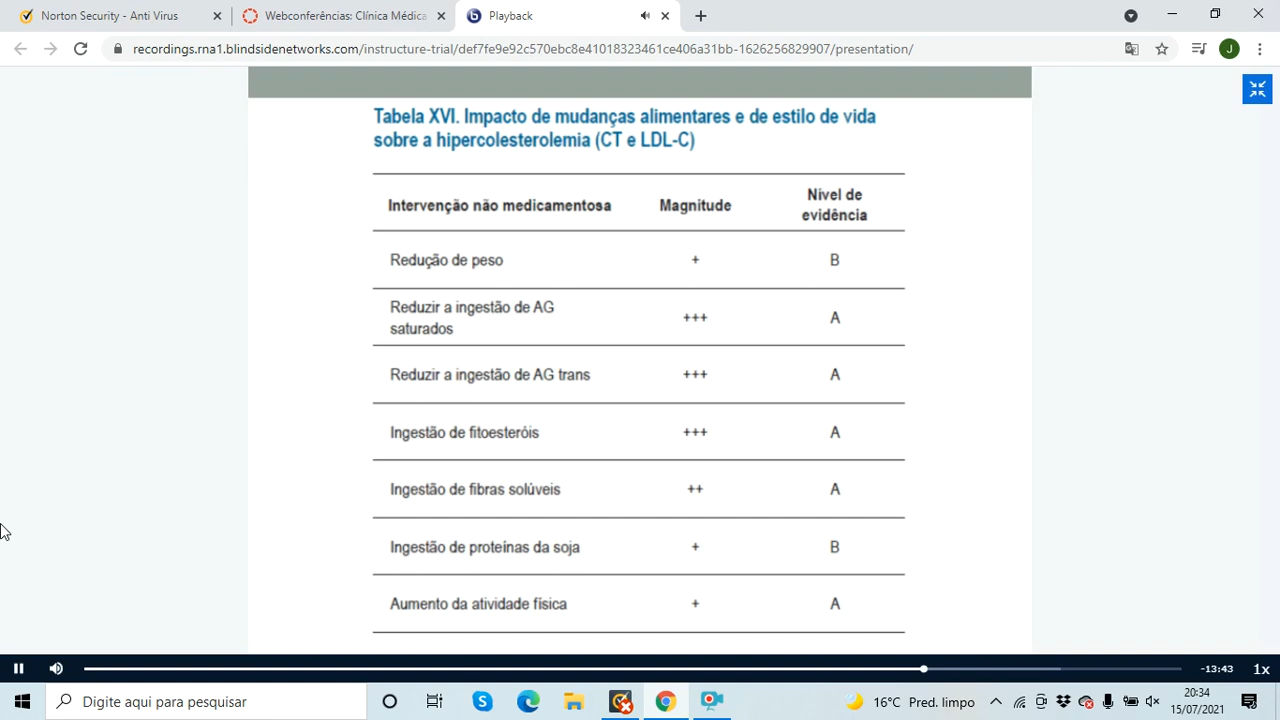 Norton Security - Anti Virus
Webconferências: Clínica Médica
Playback
recordings.rna1.blindsidenetworks.com/instructure-trial/def7fe9e92c570ebc8e41018323461ce406a31bb-1626256829907/presentation/
J
Tabela XVI. Impacto de mudanças alimentares e de estilo de vida
sobre a hipercolesterolemia (CT e LDL-C)
Intervenção não medicamentosa Magnitude Nivel de
evidência
Redução de peso + B
Reduzir a ingestão de AG
saturados +++ A
Reduzir a ingestão de AG trans +++ A
Ingestão de fitoesteróis +++ A
Ingestão de fibras solúveis ++ A
Ingestão de proteínas da soja + B
Aumento da atividade física + A
-13:43 1x
Digite aqui para pesquisar
16°C Pred. limpo
20:34
15/07/2021